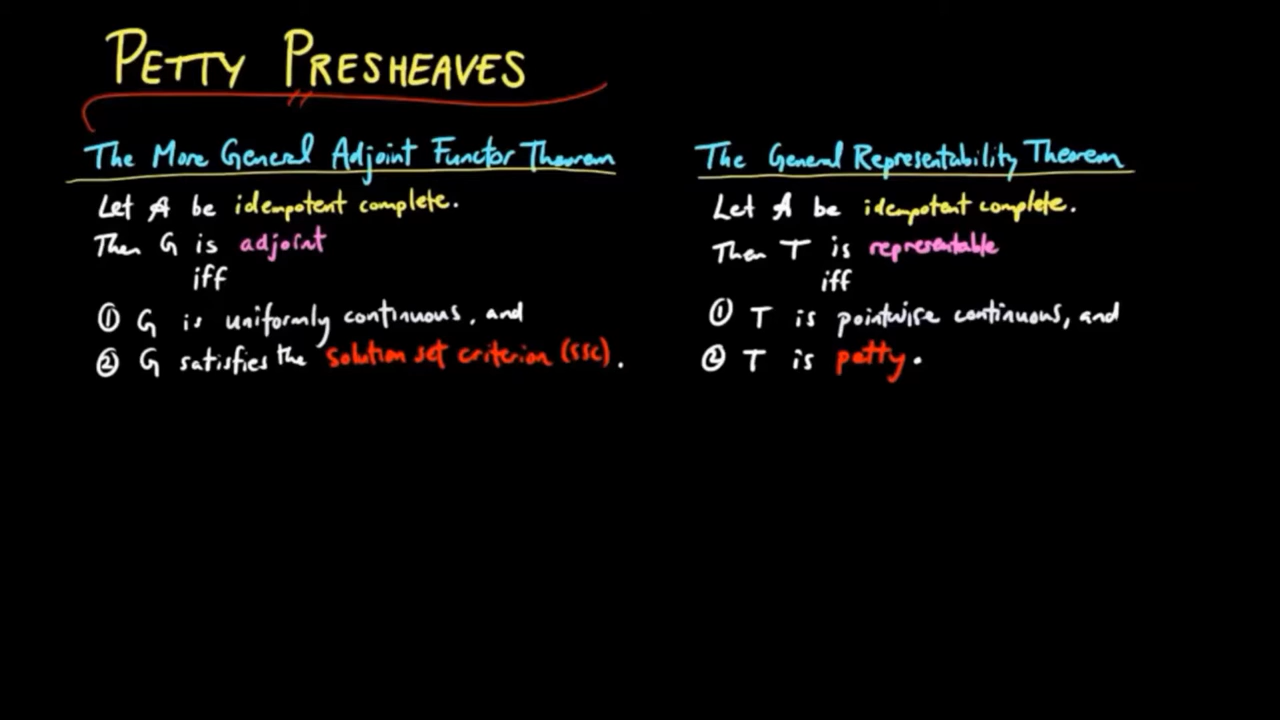 PETTY PRESHEAVES
The More General Adjoint Functor Theorem
Let A be idempotent complete.
Then G is adjoint
iff
① G is uniformly continuous, and
② G satisfies the solution set criterion (ssc).
The General Representability Theorem
Let A be idempotent complete.
Then T is representable
iff
① T is pointwise continuous, and
② T is petty.